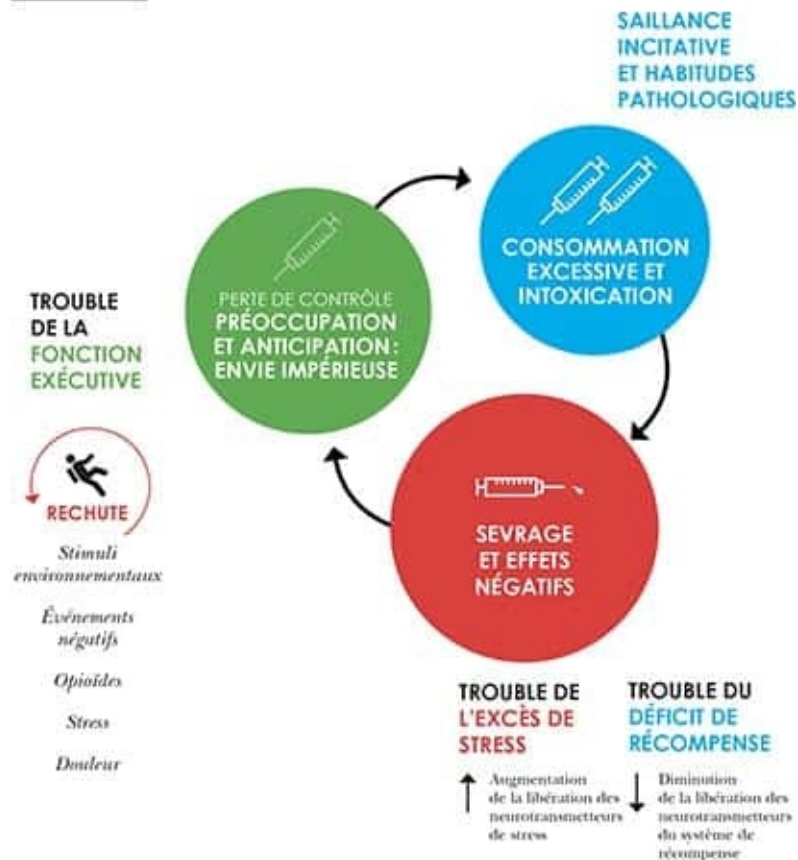 SAILLANCE
INCITATIVE
ET HABITUDES
PATHOLOGIQUES
CONSOMMATION
EXCESSIVE ET
INTOXICATION
PERTE DE CONTRÔLE
PRÉOCCUPATION
ET ANTICIPATION :
ENVIE IMPÉRIEUSE
TROUBLE
DE LA
FONCTION
EXÉCUTIVE
RECHUTE
Stimuli
environnementaux
Événements
négatifs
Opioïdes
Stress
Douleur
SEVRAGE
ET EFFETS
NÉGATIFS
TROUBLE DE
L'EXCÈS DE
STRESS
Augmentation
de la libération des
neurotransmetteurs
de stress
TROUBLE DU
DÉFICIT DE
RÉCOMPENSE
Diminution
de la libération des
neurotransmetteurs
du système de
récompense